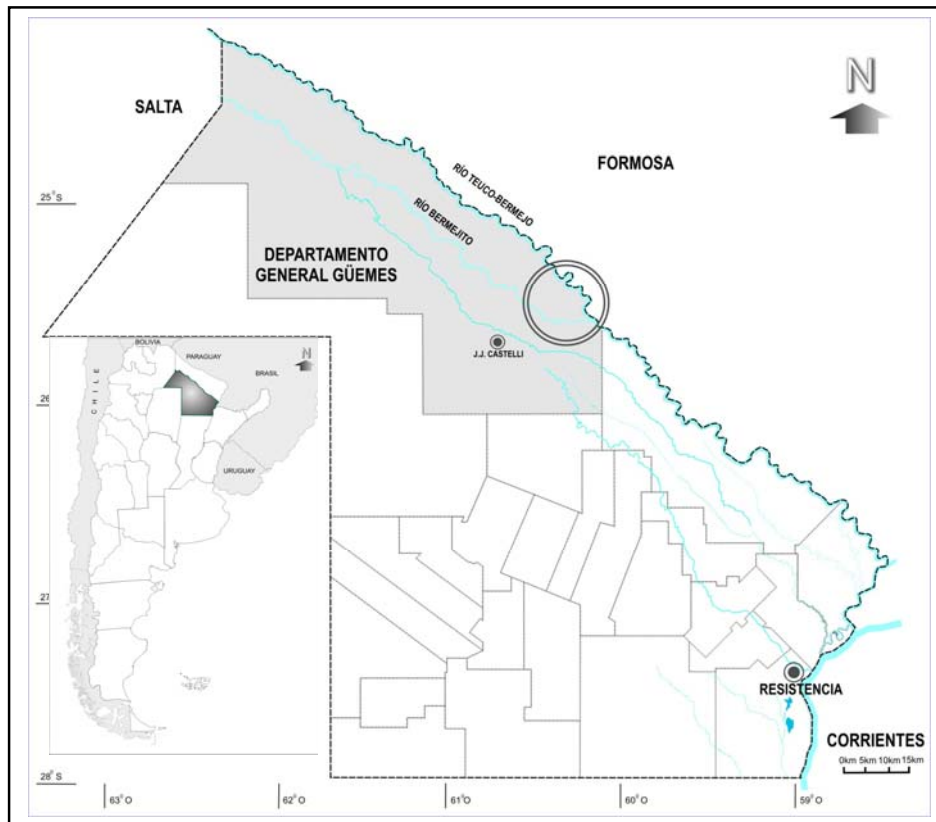 N
SALTA
FORMOSA
RÍO TEUCO-BERMEJO
25° S
RÍO BERMEJITO
DEPARTAMENTO
GENERAL GÜEMES
J.J. CASTELLI
BOLIVIA
N
PARAGUAY
BRASIL
CHILE
26
URUGUAY
27
RESISTENCIA
CORRIENTES
0km 5km 10km 15km
28° S
63° O
62° O
61° O
60° O
59° O